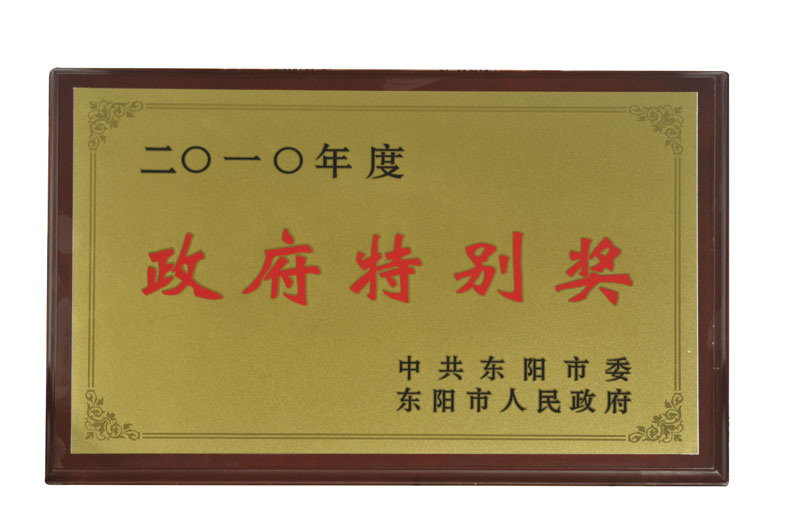 二〇一〇年度
政府特别奖
中共东阳市委
东阳市人民政府